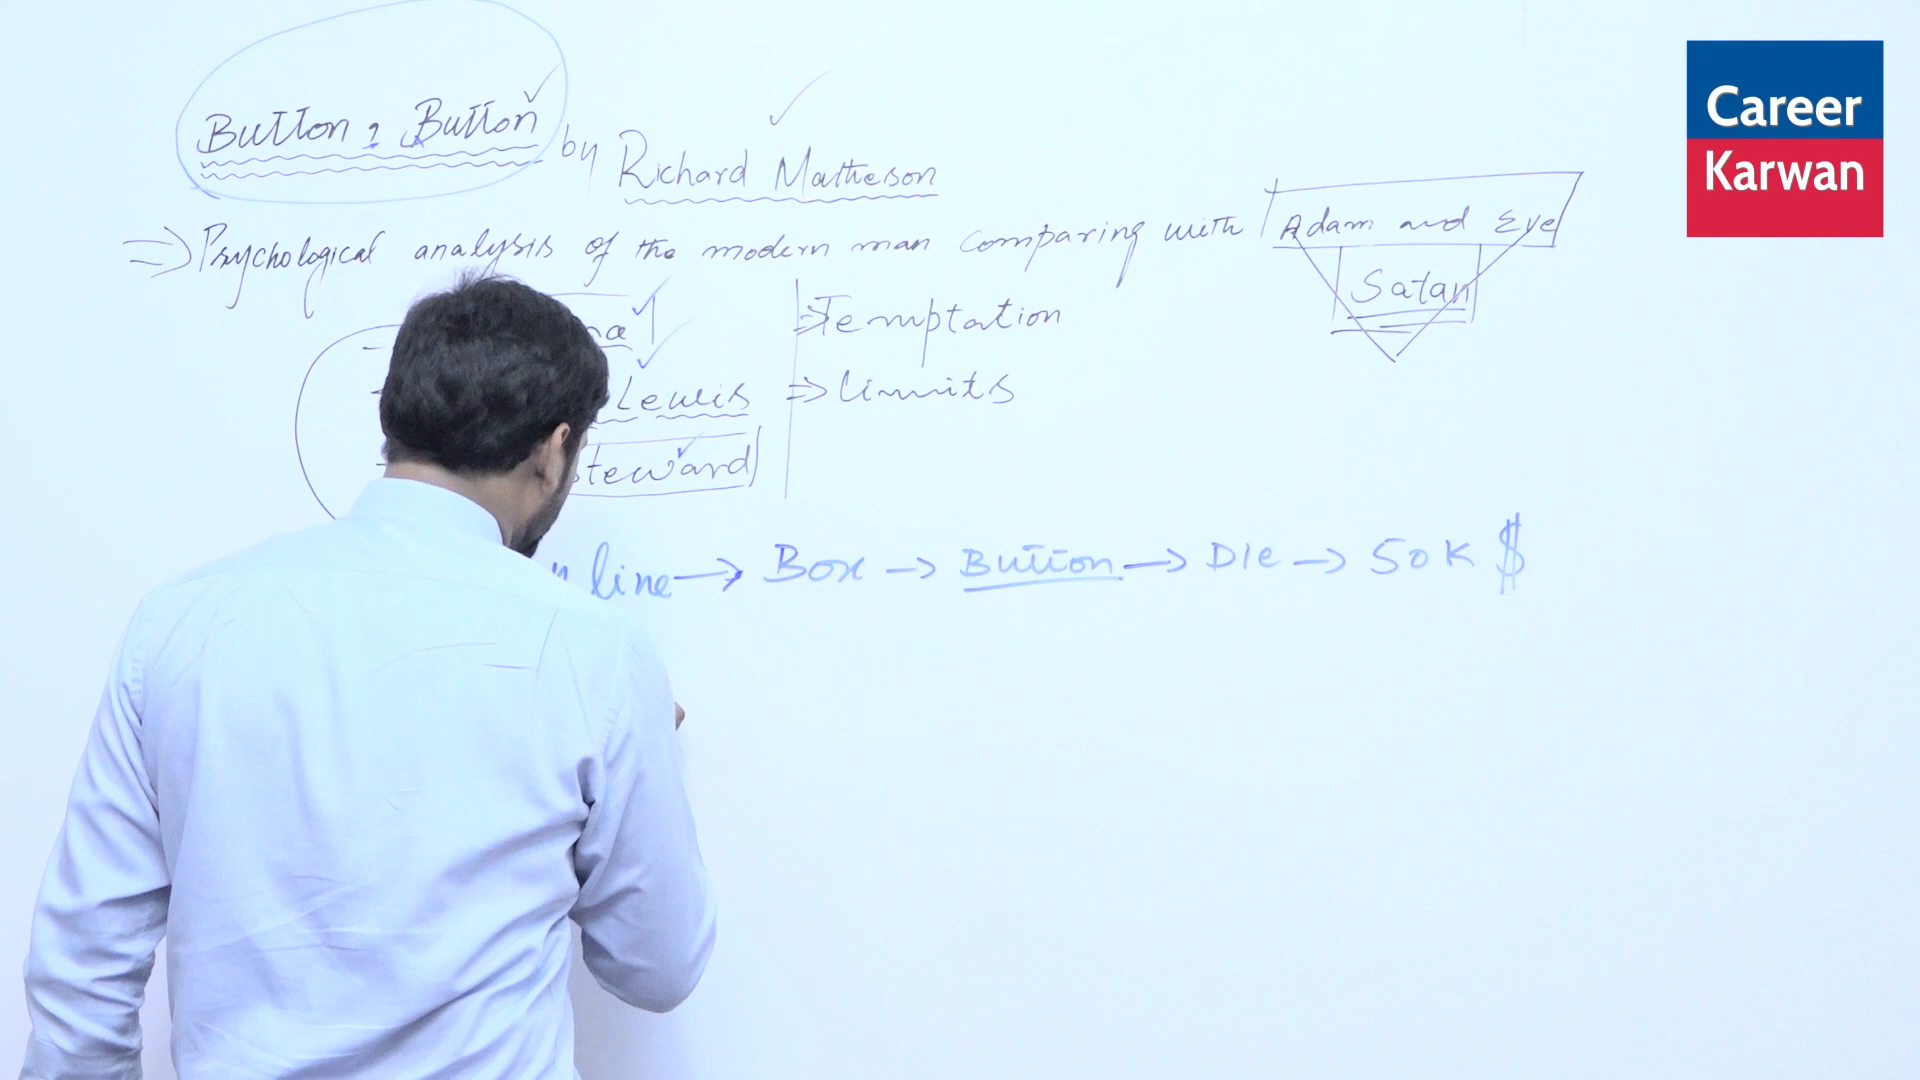 Button, Button by Richard Matheson
⇒ Psychological analysis of the modern man comparing with Adam and Eve
Satan
⇒ Temptation
Lewis ⇒ limits
Steward
line → Box → Button → Die → 50K $
Career
Karwan